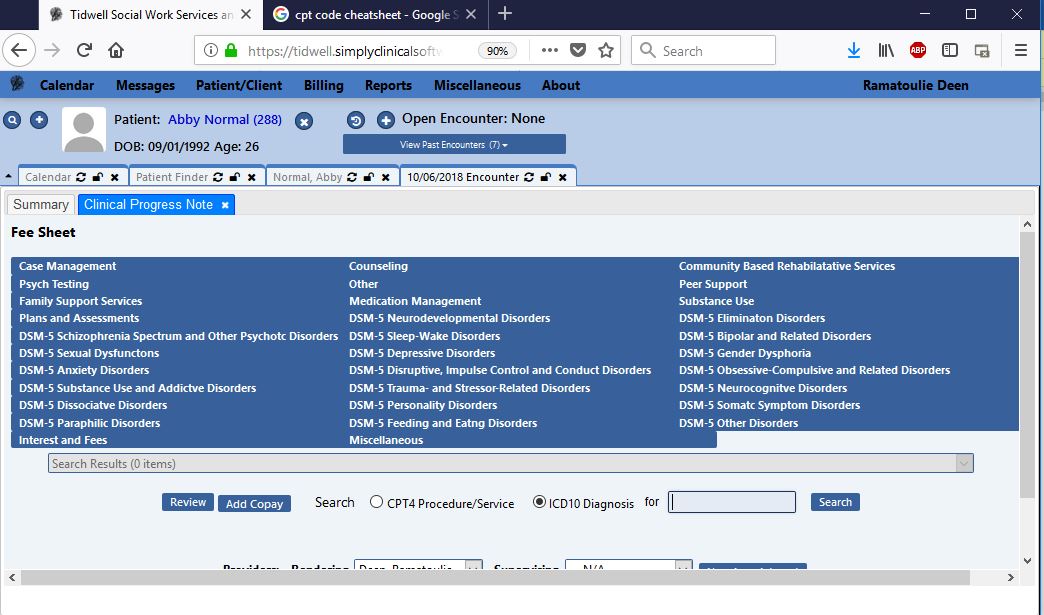 Tidwell Social Work Services an
cpt code cheatsheet - Google S
https://tidwell.simplyclinicalsoftw
90%
Search
ABP
Calendar Messages Patient/Client Billing Reports Miscellaneous About Ramatoulie Deen
Patient: Abby Normal (288)
Open Encounter: None
DOB: 09/01/1992 Age: 26
View Past Encounters (7)
Calendar Patient Finder Normal, Abby 10/06/2018 Encounter
Summary Clinical Progress Note
Fee Sheet
Case Management Counseling Community Based Rehabilatative Services
Psych Testing Other Peer Support
Family Support Services Medication Management Substance Use
Plans and Assessments DSM-5 Neurodevelopmental Disorders DSM-5 Eliminaton Disorders
DSM-5 Schizophrenia Spectrum and Other Psychotc Disorders DSM-5 Sleep-Wake Disorders DSM-5 Bipolar and Related Disorders
DSM-5 Sexual Dysfunctons DSM-5 Depressive Disorders DSM-5 Gender Dysphoria
DSM-5 Anxiety Disorders DSM-5 Disruptive, Impulse Control and Conduct Disorders DSM-5 Obsessive-Compulsive and Related Disorders
DSM-5 Substance Use and Addictve Disorders DSM-5 Trauma- and Stressor-Related Disorders DSM-5 Neurocognitve Disorders
DSM-5 Dissociatve Disorders DSM-5 Personality Disorders DSM-5 Somatc Symptom Disorders
DSM-5 Paraphilic Disorders DSM-5 Feeding and Eatng Disorders DSM-5 Other Disorders
Interest and Fees Miscellaneous
Search Results (0 items)
Review Add Copay Search CPT4 Procedure/Service ICD10 Diagnosis for Search
Providers: Rendering Deen, Ramatoulie Supervising N/A